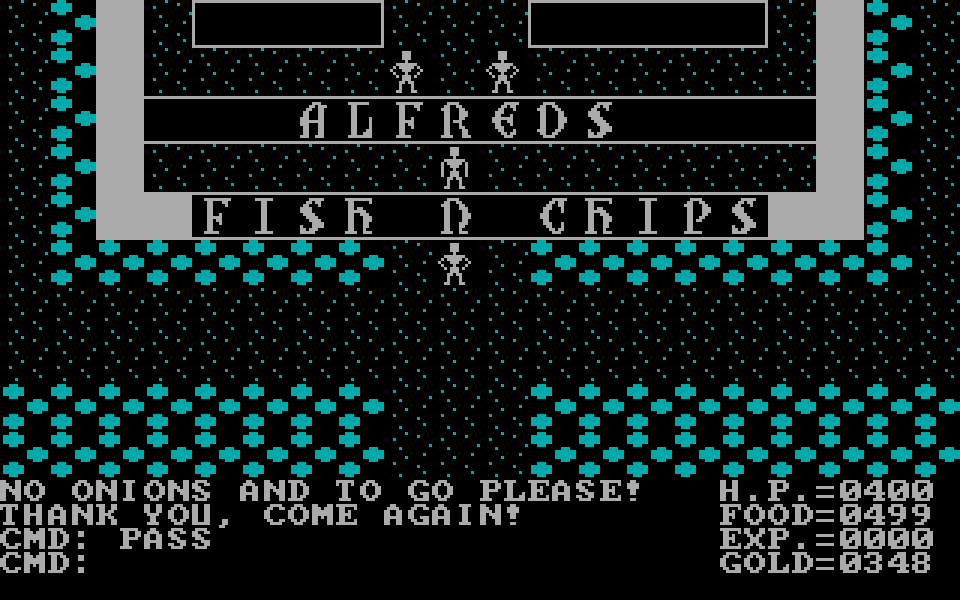 ALFREDS
FISH N CHIPS
NO ONIONS AND TO GO PLEASE! H.P.=0400
THANK YOU, COME AGAIN! FOOD=0499
CMD: PASS EXP.=0000
CMD: GOLD=0348